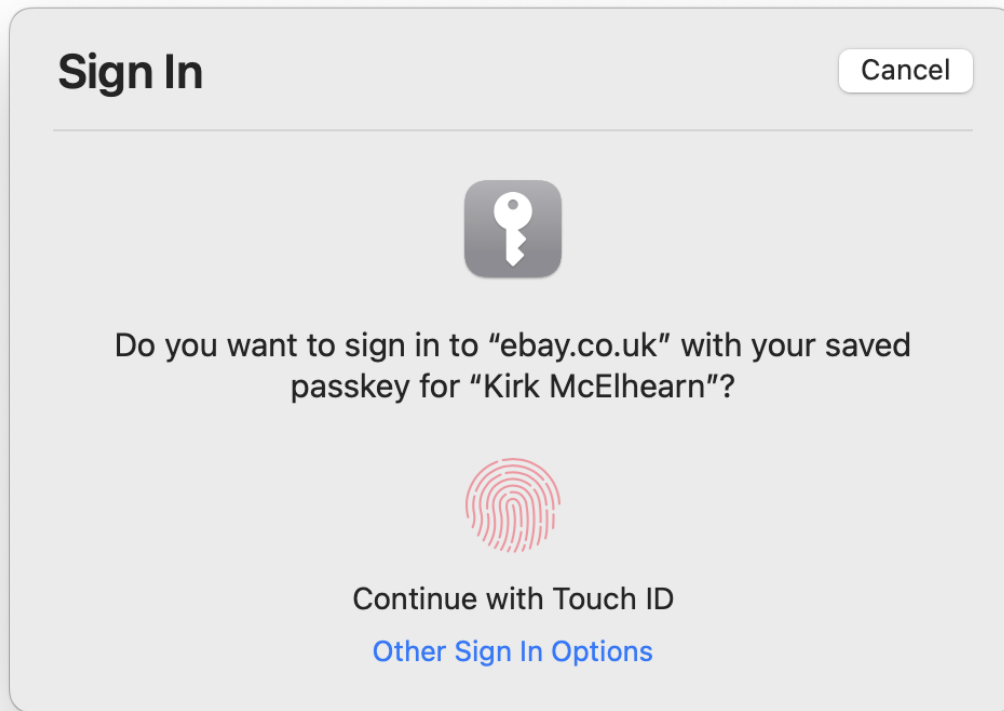 Sign In
Cancel
Do you want to sign in to “ebay.co.uk” with your saved
passkey for “Kirk McElhearn”?
Continue with Touch ID
Other Sign In Options